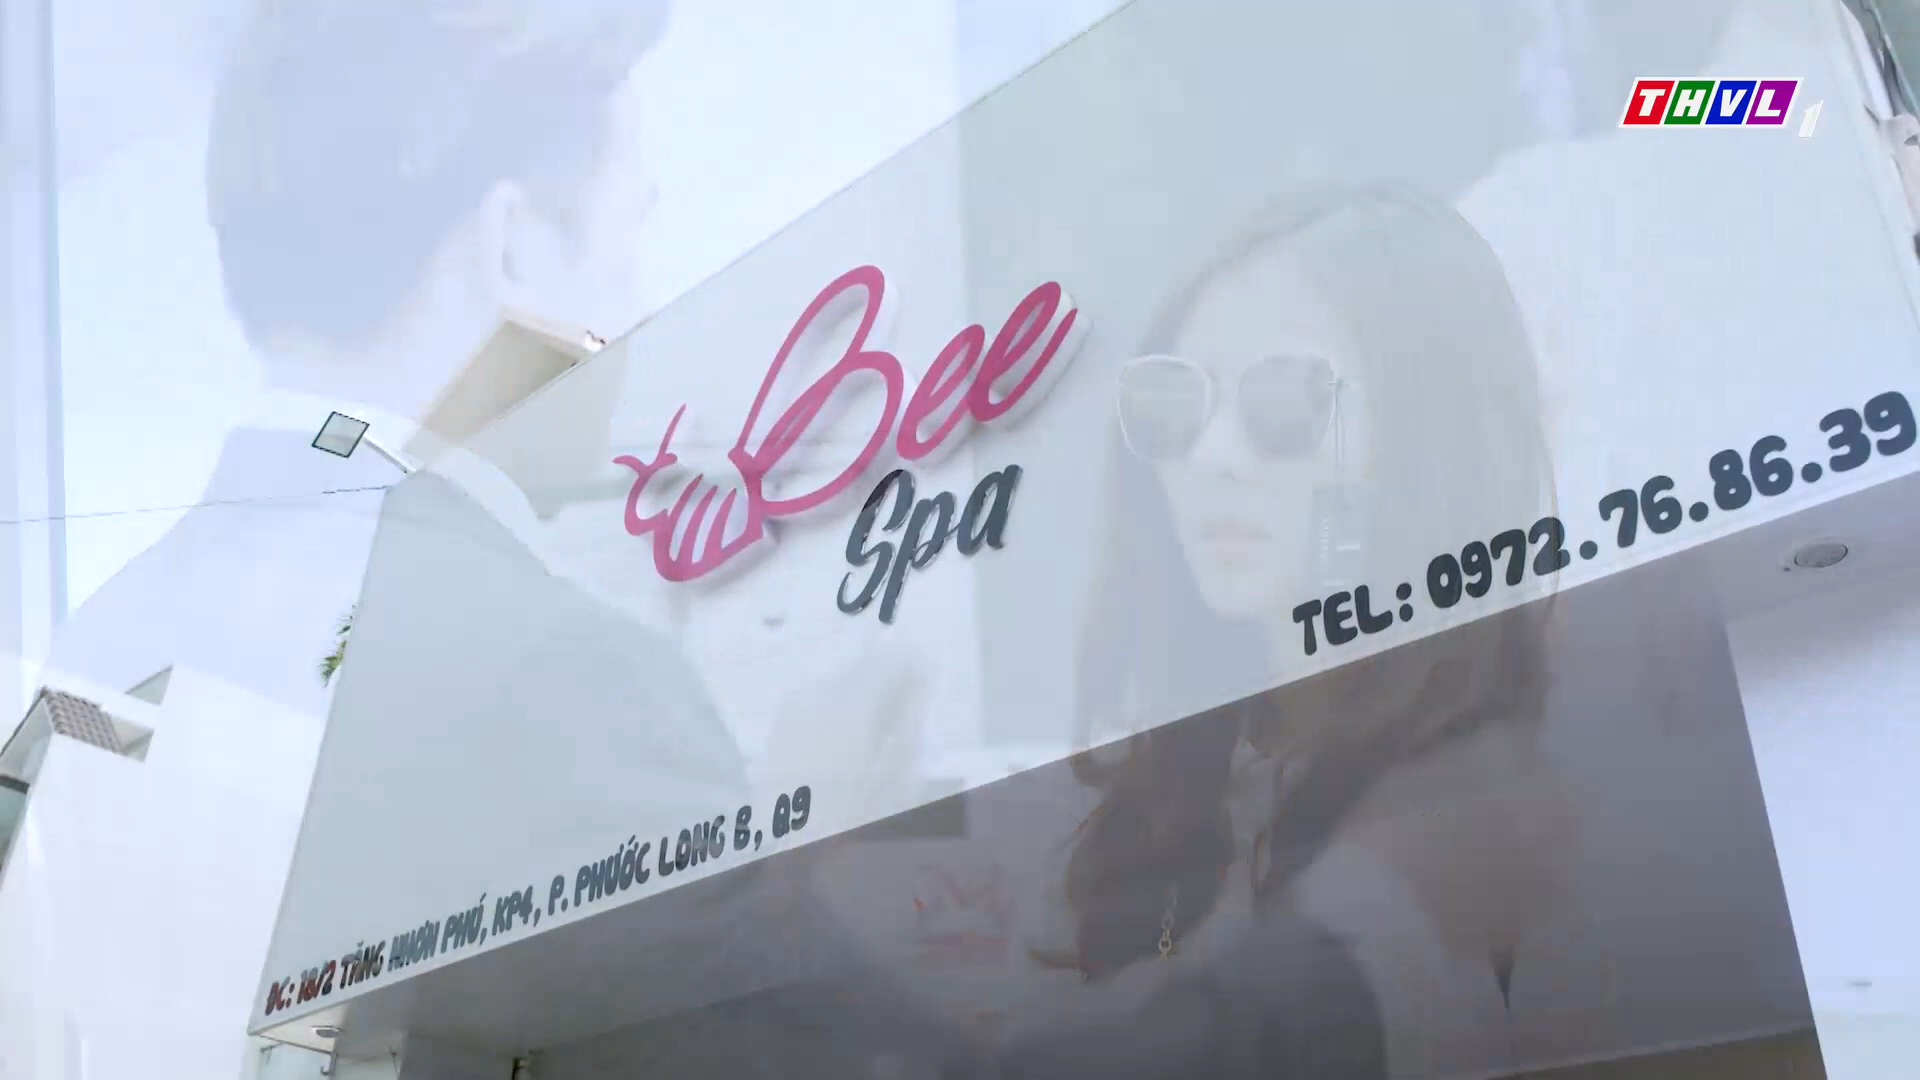 THVL1
Bee
Spa
TEL: 0972.76.86.39
ĐC: 18/2 TĂNG NHƠN PHÚ, KP4, P. PHƯỚC LONG B, Q9